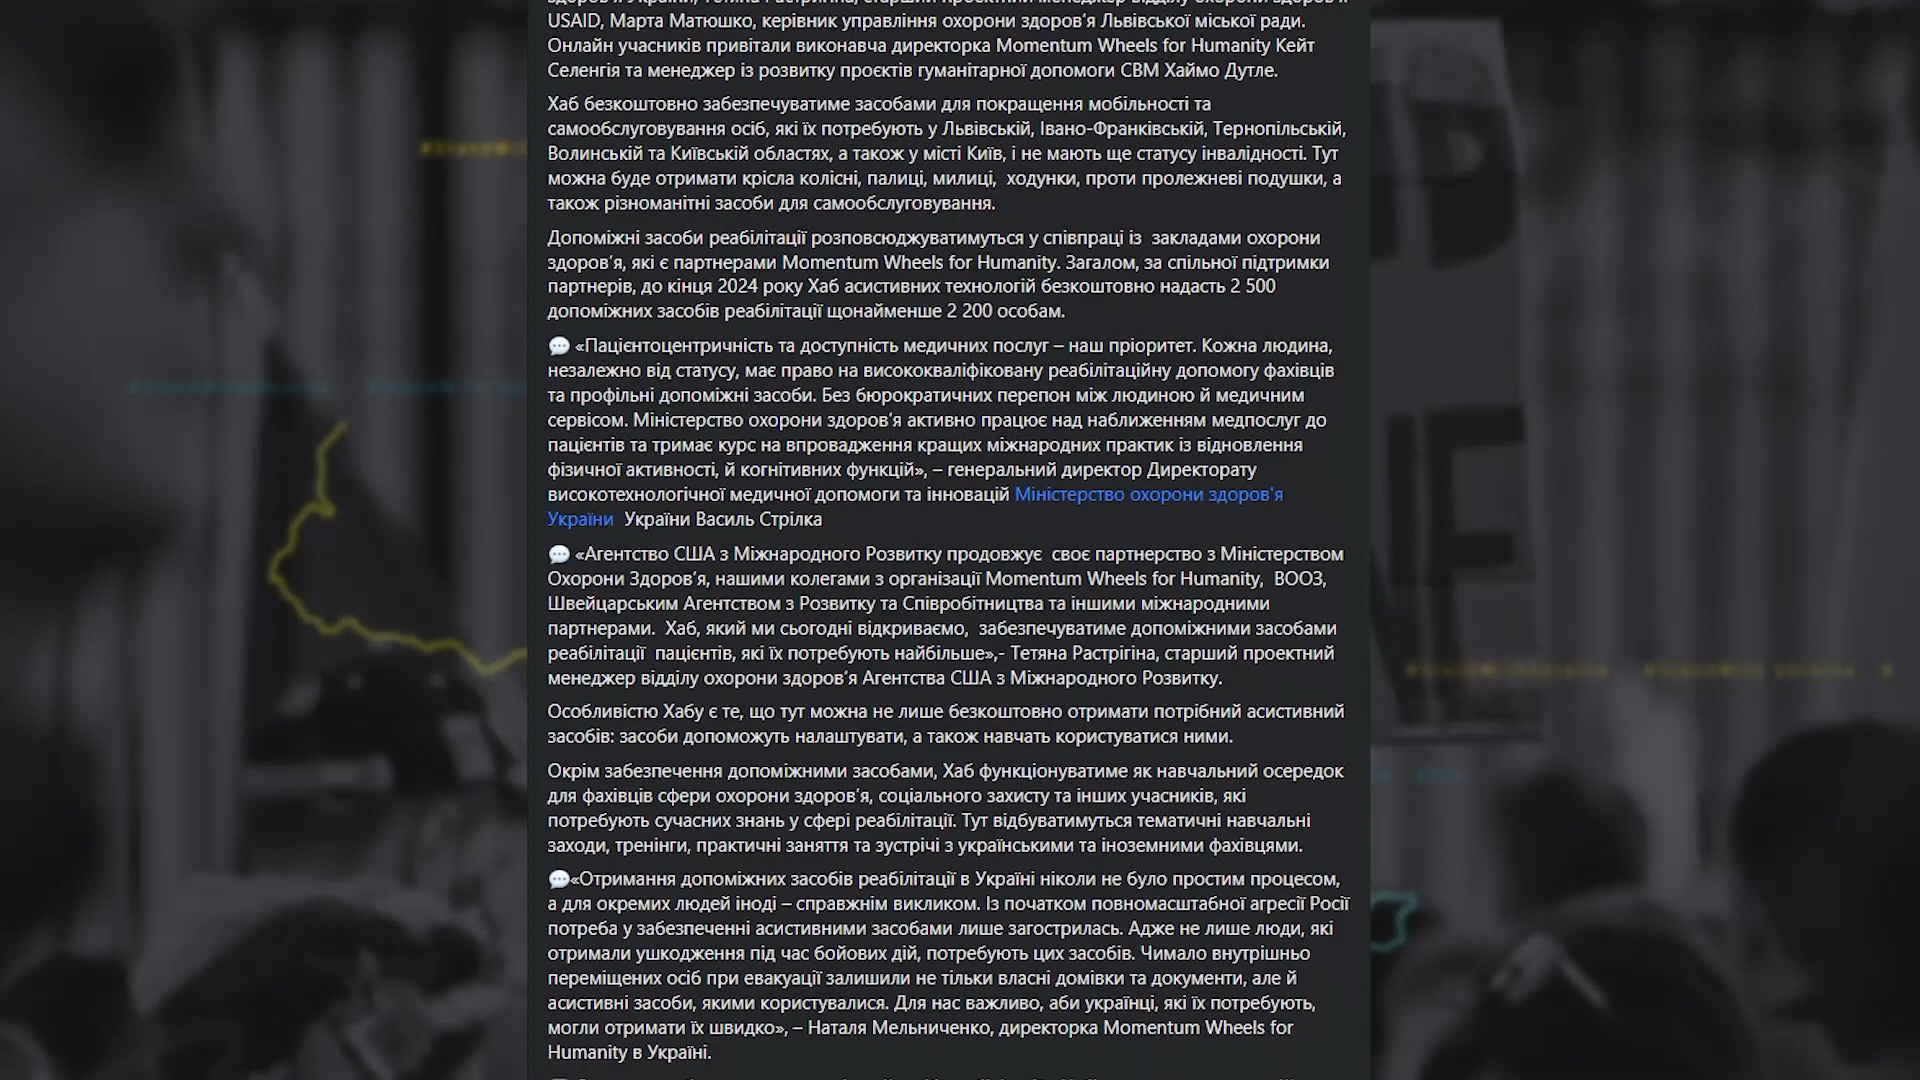 USAID, Марта Матюшко, керівник управління охорони здоров’я Львівської міської ради.
Онлайн учасників привітали виконавча директорка Momentum Wheels for Humanity Кейт
Селенгія та менеджер із розвитку проєктів гуманітарної допомоги CBM Хаймо Дутле.
Хаб безкоштовно забезпечуватиме засобами для покращення мобільності та
самообслуговування осіб, які їх потребують у Львівській, Івано-Франківській, Тернопільській,
Волинській та Київській областях, а також у місті Київ, і не мають ще статусу інвалідності. Тут
можна буде отримати крісла колісні, палиці, милиці,  ходунки, проти пролежневі подушки, а
також різноманітні засоби для самообслуговування.
Допоміжні засоби реабілітації розповсюджуватимуться у співпраці із  закладами охорони
здоров’я, які є партнерами Momentum Wheels for Humanity. Загалом, за спільної підтримки
партнерів, до кінця 2024 року Хаб асистивних технологій безкоштовно надасть 2 500
допоміжних засобів реабілітації щонайменше 2 200 особам.
💬 «Пацієнтоцентричність та доступність медичних послуг – наш пріоритет. Кожна людина,
незалежно від статусу, має право на висококваліфіковану реабілітаційну допомогу фахівців
та профільні допоміжні засоби. Без бюрократичних перепон між людиною й медичним
сервісом. Міністерство охорони здоров’я активно працює над наближенням медпослуг до
пацієнтів та тримає курс на впровадження кращих міжнародних практик із відновлення
фізичної активності, й когнітивних функцій», – генеральний директор Директорату
високотехнологічної медичної допомоги та інновацій Міністерство охорони здоров'я
України  України Василь Стрілка
💬 «Агентство США з Міжнародного Розвитку продовжує  своє партнерство з Міністерством
Охорони Здоров’я, нашими колегами з організації Momentum Wheels for Humanity,  ВООЗ,
Швейцарським Агентством з Розвитку та Співробітництва та іншими міжнародними
партнерами.  Хаб, який ми сьогодні відкриваємо,  забезпечуватиме допоміжними засобами
реабілітації  пацієнтів, які їх потребують найбільше»,- Тетяна Растрігіна, старший проектний
менеджер відділу охорони здоров’я Агентства США з Міжнародного Розвитку.
Особливістю Хабу є те, що тут можна не лише безкоштовно отримати потрібний асистивний
засобів: засоби допоможуть налаштувати, а також навчать користуватися ними.
Окрім забезпечення допоміжними засобами, Хаб функціонуватиме як навчальний осередок
для фахівців сфери охорони здоров’я, соціального захисту та інших учасників, які
потребують сучасних знань у сфері реабілітації. Тут відбуватимуться тематичні навчальні
заходи, тренінги, практичні заняття та зустрічі з українськими та іноземними фахівцями.
💬«Отримання допоміжних засобів реабілітації в Україні ніколи не було простим процесом,
а для окремих людей іноді – справжнім викликом. Із початком повномасштабної агресії Росії
потреба у забезпеченні асистивними засобами лише загострилась. Адже не лише люди, які
отримали ушкодження під час бойових дій, потребують цих засобів. Чимало внутрішньо
переміщених осіб при евакуації залишили не тільки власні домівки та документи, але й
асистивні засоби, якими користувалися. Для нас важливо, аби українці, які їх потребують,
могли отримати їх швидко», – Наталя Мельниченко, директорка Momentum Wheels for
Humanity в Україні.